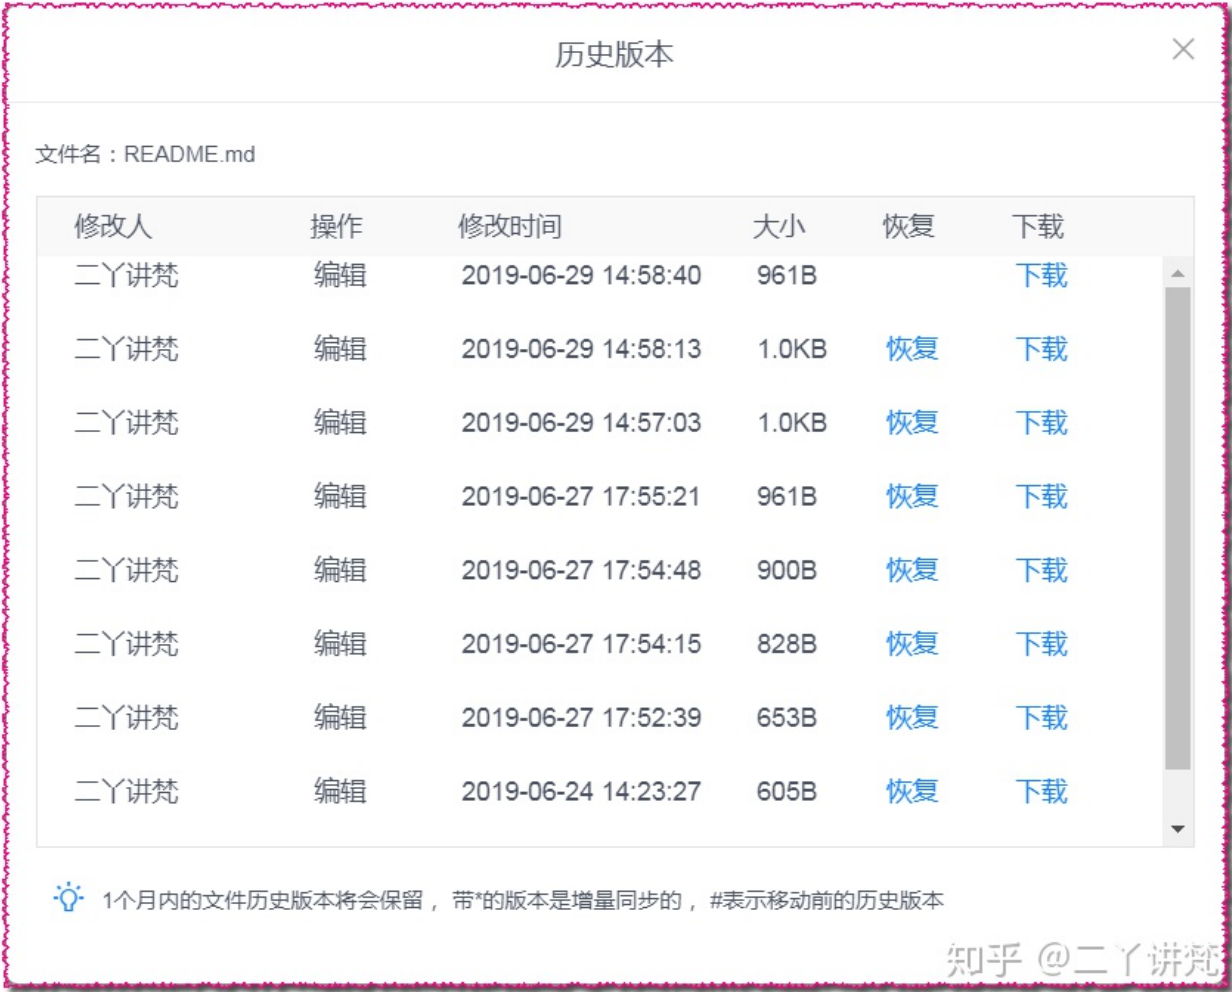 历史版本
文件名：README.md
修改人 操作 修改时间 大小 恢复 下载
二丫讲梵 编辑 2019-06-29 14:58:40 961B 下载
二丫讲梵 编辑 2019-06-29 14:58:13 1.0KB 恢复 下载
二丫讲梵 编辑 2019-06-29 14:57:03 1.0KB 恢复 下载
二丫讲梵 编辑 2019-06-27 17:55:21 961B 恢复 下载
二丫讲梵 编辑 2019-06-27 17:54:48 900B 恢复 下载
二丫讲梵 编辑 2019-06-27 17:54:15 828B 恢复 下载
二丫讲梵 编辑 2019-06-27 17:52:39 653B 恢复 下载
二丫讲梵 编辑 2019-06-24 14:23:27 605B 恢复 下载
1个月内的文件历史版本将会保留，带*的版本是增量同步的，#表示移动前的历史版本
知乎 @二丫讲梵